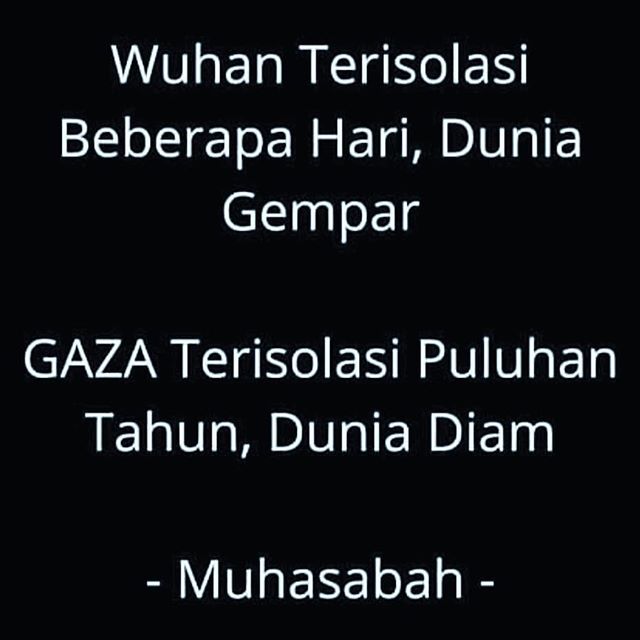 Wuhan Terisolasi
Beberapa Hari, Dunia
Gempar
GAZA Terisolasi Puluhan
Tahun, Dunia Diam
- Muhasabah -